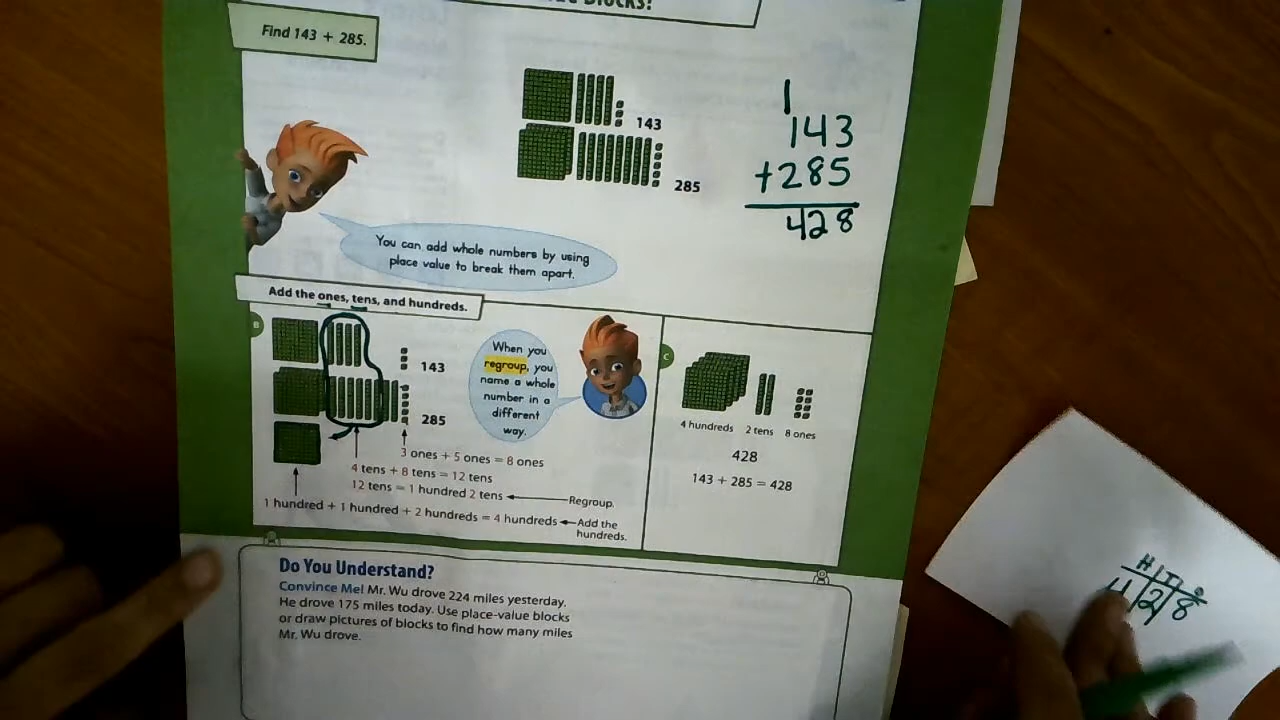 Find 143 + 285.
143
285
1
143
+285
428
You can add whole numbers by using
place value to break them apart.
Add the ones, tens, and hundreds.
B
143
285
When you
regroup, you
name a whole
number in a
different
way.
3 ones + 5 ones = 8 ones
4 tens + 8 tens = 12 tens
12 tens = 1 hundred 2 tens
Regroup.
1 hundred + 1 hundred + 2 hundreds = 4 hundreds
Add the
hundreds.
C
4 hundreds 2 tens 8 ones
428
143 + 285 = 428
Do You Understand?
Convince Me! Mr. Wu drove 224 miles yesterday.
He drove 175 miles today. Use place-value blocks
or draw pictures of blocks to find how many miles
Mr. Wu drove.
H T O
4 2 8